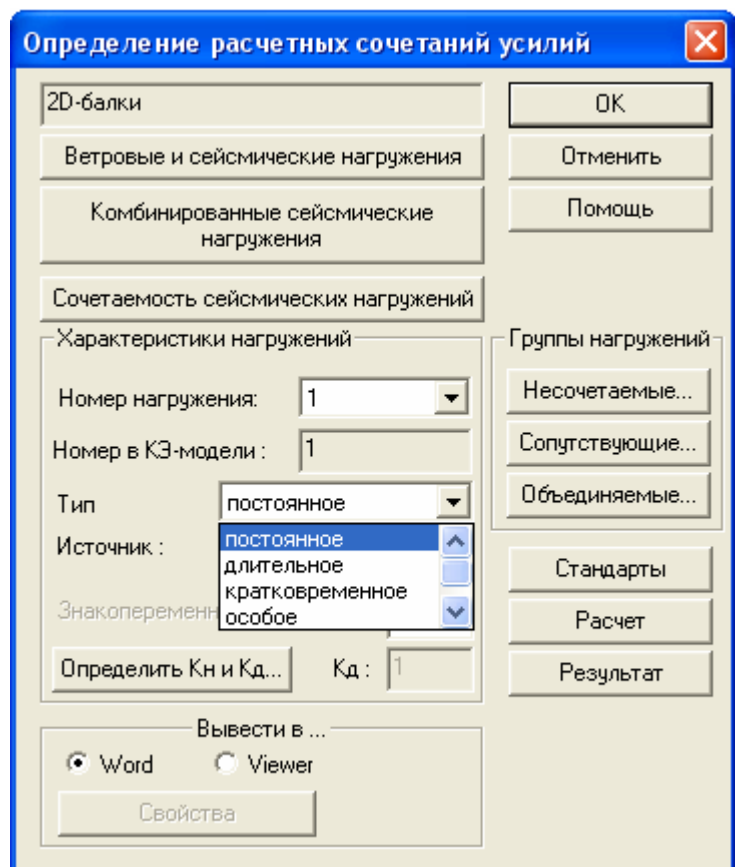 Определение расчетных сочетаний усилий
2D-балки
OK
Ветровые и сейсмические нагружения
Отменить
Комбинированные сейсмические
нагружения
Помощь
Сочетаемость сейсмических нагружений
Характеристики нагружений
Группы нагружений
Номер нагружения:
1
Несочетаемые...
Номер в КЭ-модели :
1
Сопутствующие...
Тип
постоянное
Объединяемые...
Источник :
постоянное
длительное
кратковременное
особое
Стандарты
Расчет
Определить Кн и Кд...
Кд :
1
Результат
Вывести в ...
Word
Viewer
Свойства